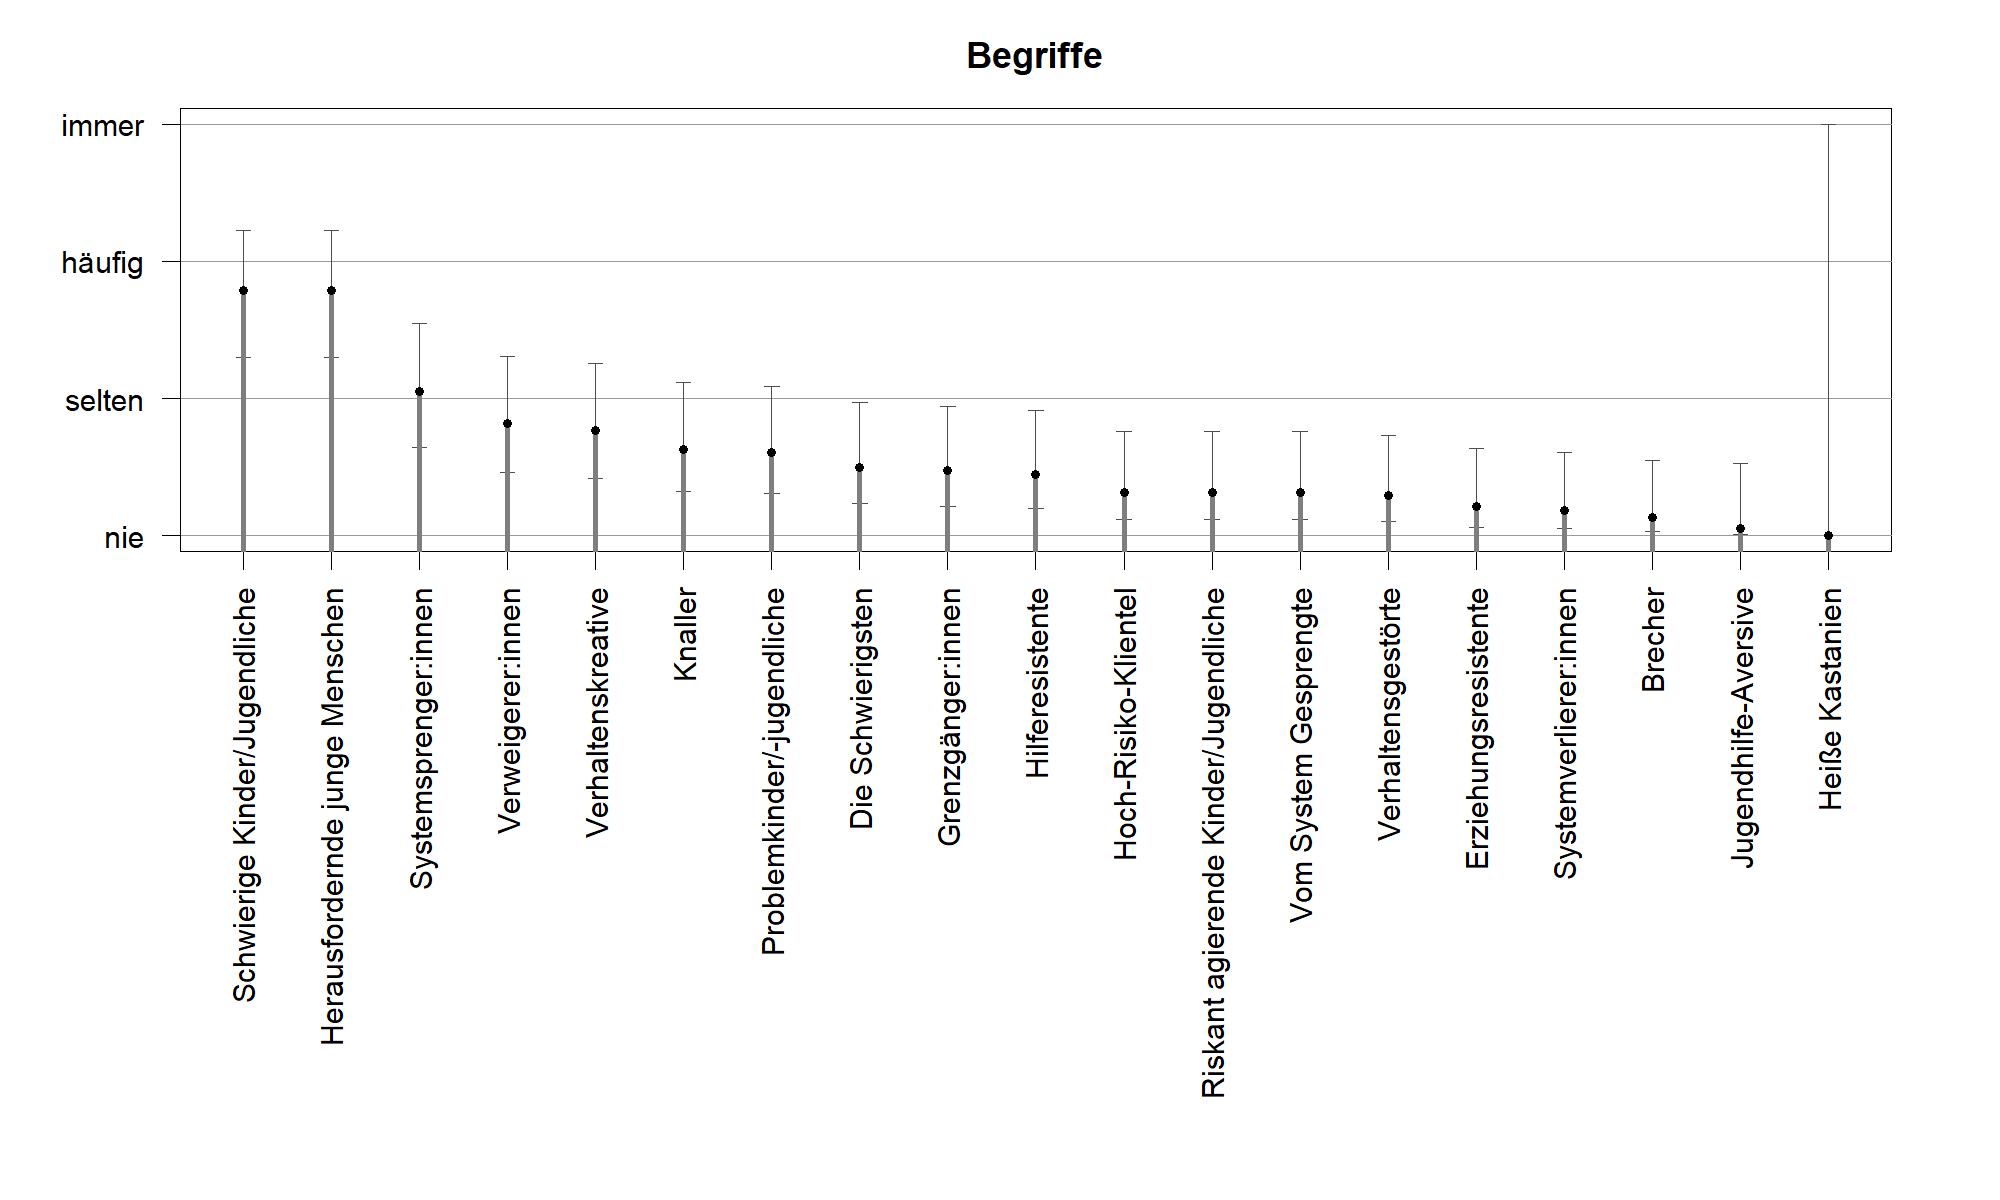 Begriffe
immer
häufig
selten
nie
Schwierige Kinder/Jugendliche
Herausfordernde junge Menschen
Systemsprenger:innen
Verweigerer:innen
Verhaltenskreative
Knaller
Problemkinder/-jugendliche
Die Schwierigsten
Grenzgänger:innen
Hilferesistente
Hoch-Risiko-Klientel
Riskant agierende Kinder/Jugendliche
Vom System Gesprengte
Verhaltensgestörte
Erziehungsresistente
Systemverlierer:innen
Brecher
Jugendhilfe-Aversive
Heiße Kastanien